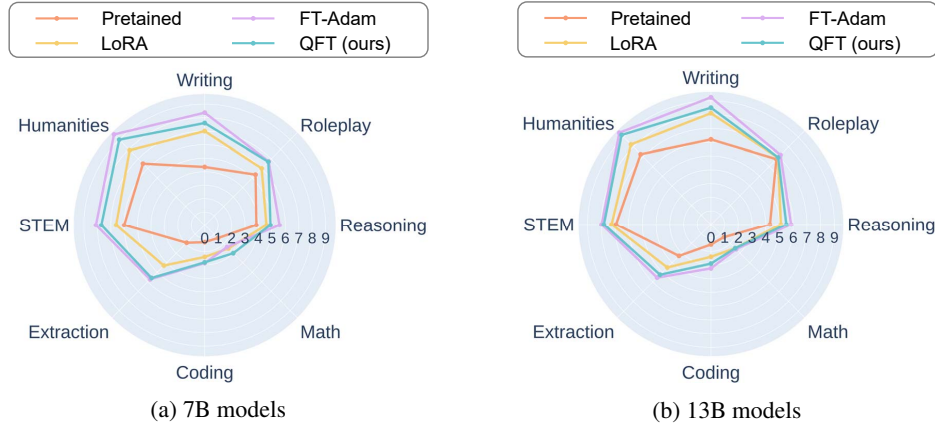 Pretained FT-Adam
LoRA QFT (ours)
Writing
Humanities Roleplay
STEM Reasoning
0 1 2 3 4 5 6 7 8 9
Extraction Math
Coding
(a) 7B models
Pretained FT-Adam
LoRA QFT (ours)
Writing
Humanities Roleplay
STEM Reasoning
0 1 2 3 4 5 6 7 8 9
Extraction Math
Coding
(b) 13B models